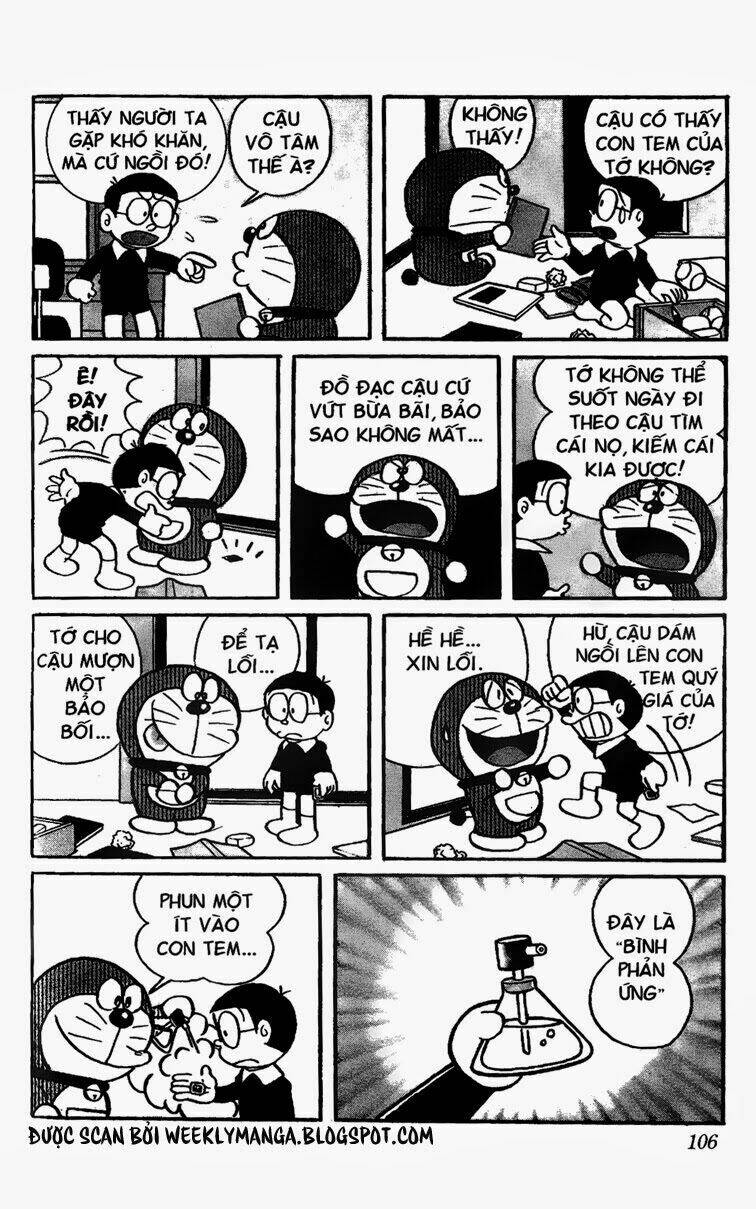 CẬU CÓ THẤY
CON TEM CỦA
TỚ KHÔNG?
KHÔNG
THẤY!
CẬU
VÔ TÂM
THẾ À?
THẤY NGƯỜI TA
GẶP KHÓ KHĂN,
MÀ CỨ NGỒI ĐÓ!
TỚ KHÔNG THỂ
SUỐT NGÀY ĐI
THEO CẬU TÌM
CÁI NỌ, KIẾM CÁI
KIA ĐƯỢC!
ĐỒ ĐẠC CẬU CỨ
VỨT BỪA BÃI, BẢO
SAO KHÔNG MẤT...
Ê!
ĐÂY
RỒI!
HỪ, CẬU DÁM
NGỒI LÊN CON
TEM QUÝ
GIÁ CỦA
TỚ!
HỀ HỀ...
XIN LỖI.
ĐỂ TẠ
LỖI...
TỚ CHO
CẬU MƯỢN
MỘT
BẢO
BỐI...
ĐÂY LÀ
"BÌNH
PHẢN
ỨNG"
PHUN MỘT
ÍT VÀO
CON TEM...
ĐƯỢC SCAN BỞI WEEKLYMANGA.BLOGSPOT.COM
106